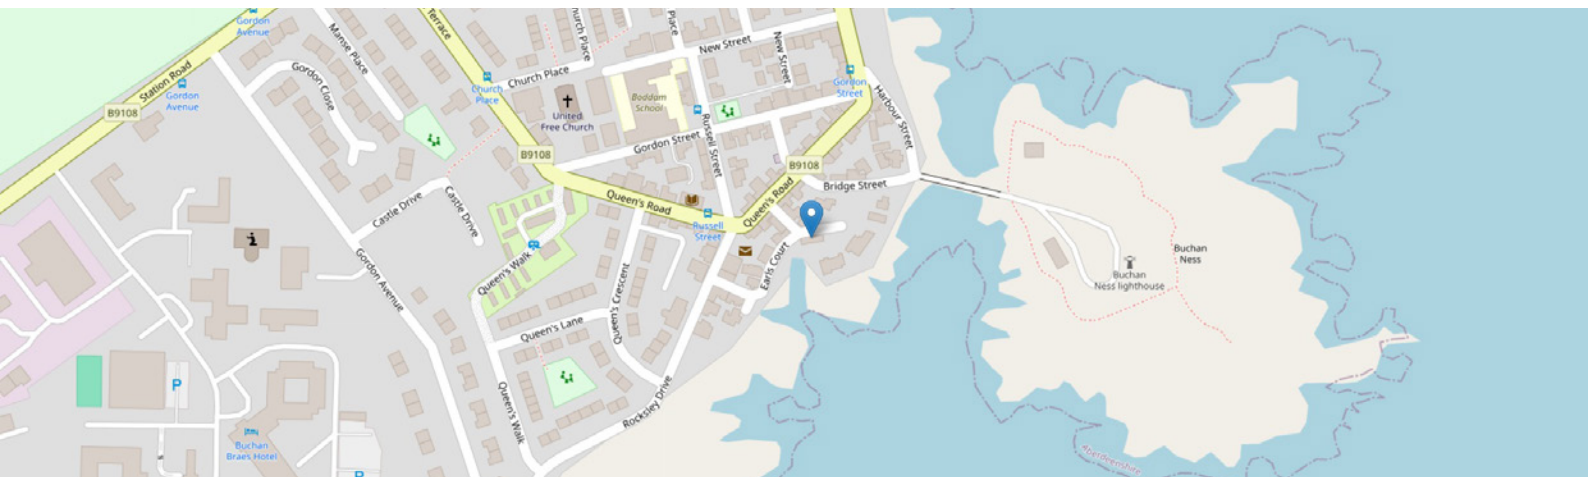 Gordon
Avenue
Station Road
B9108
Gordon
Avenue
Manse Place
Gordon Close
Terrace
Church Place
Church
Place
Church Place
Place
New Street
New Street
United
Free Church
Boddam
School
Gordon
Street
Harbour Street
Russell Street
Gordon Street
B9108
B9108
Bridge Street
Castle Drive
Castle Drive
Queen's Road
Queen's Road
Russell
Street
Earls Court
Queen's Walk
Queen's Crescent
Gordon Avenue
Queen's Lane
Queen's Walk
Rocksley Drive
P
Buchan
Braes Hotel
P
Buchan
Ness
Buchan
Ness lighthouse
Aberdeenshire